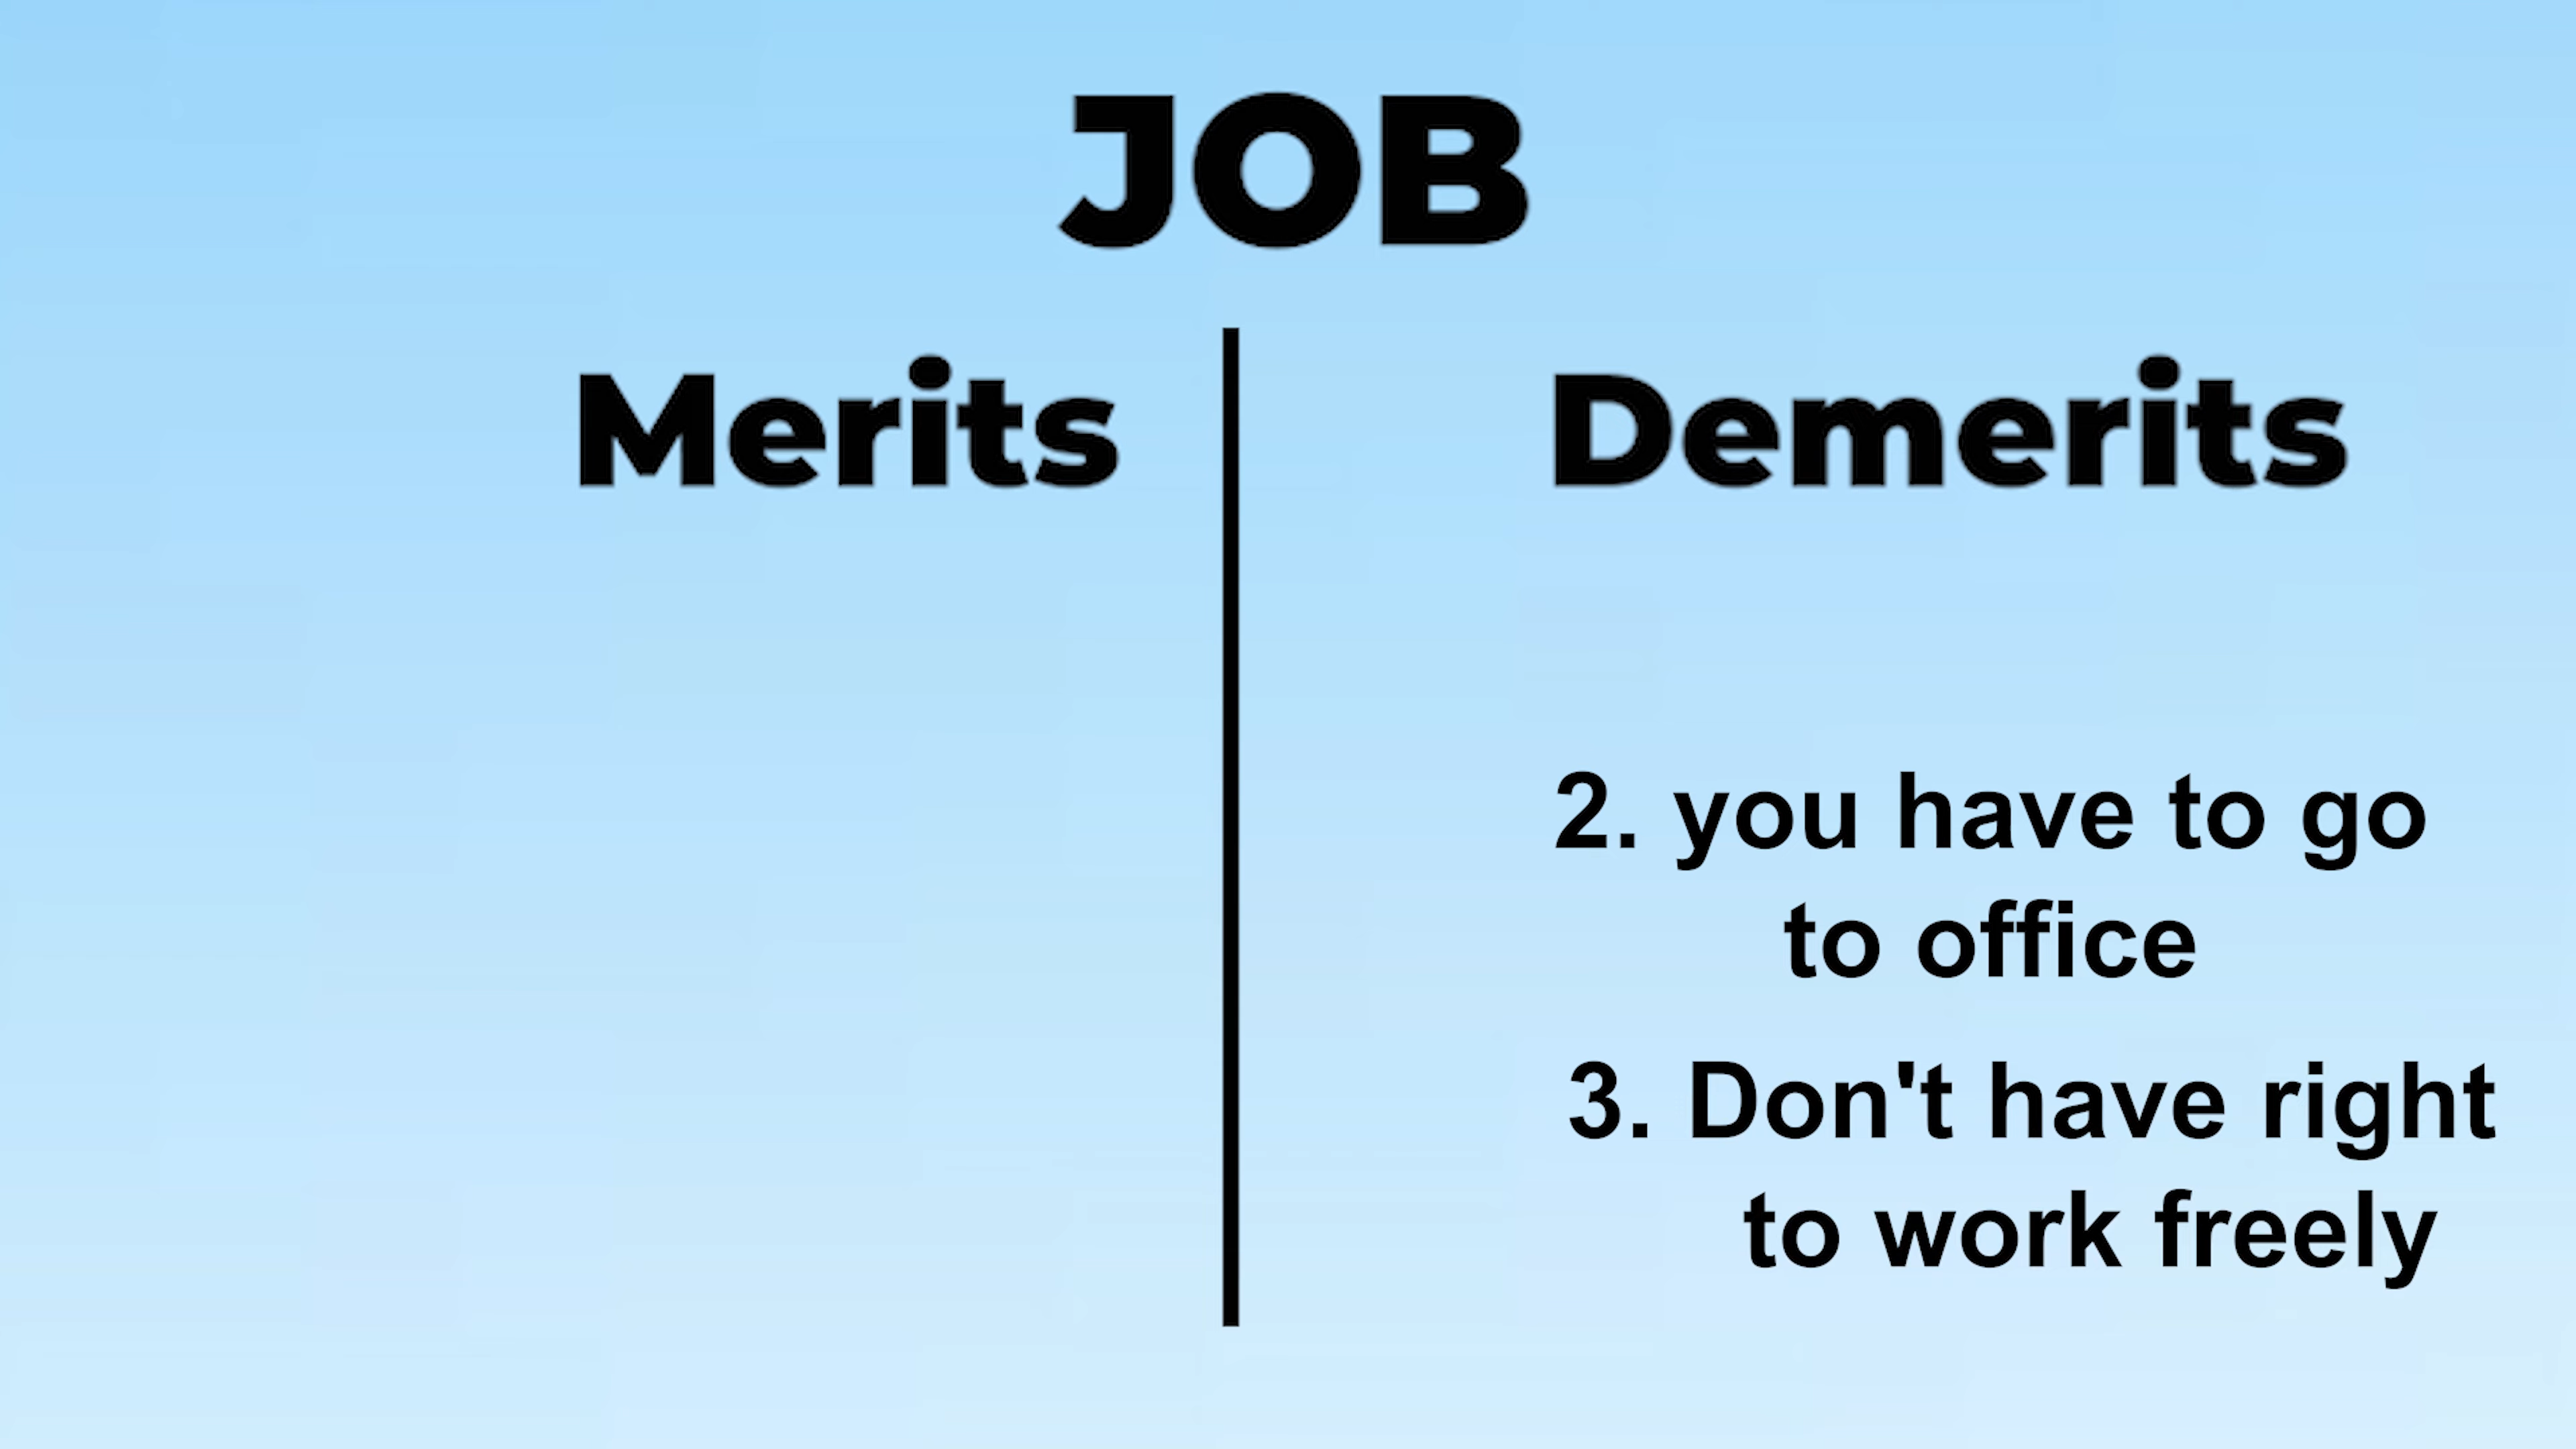 JOB
Merits
Demerits
2. you have to go
to office
3. Don't have right
to work freely